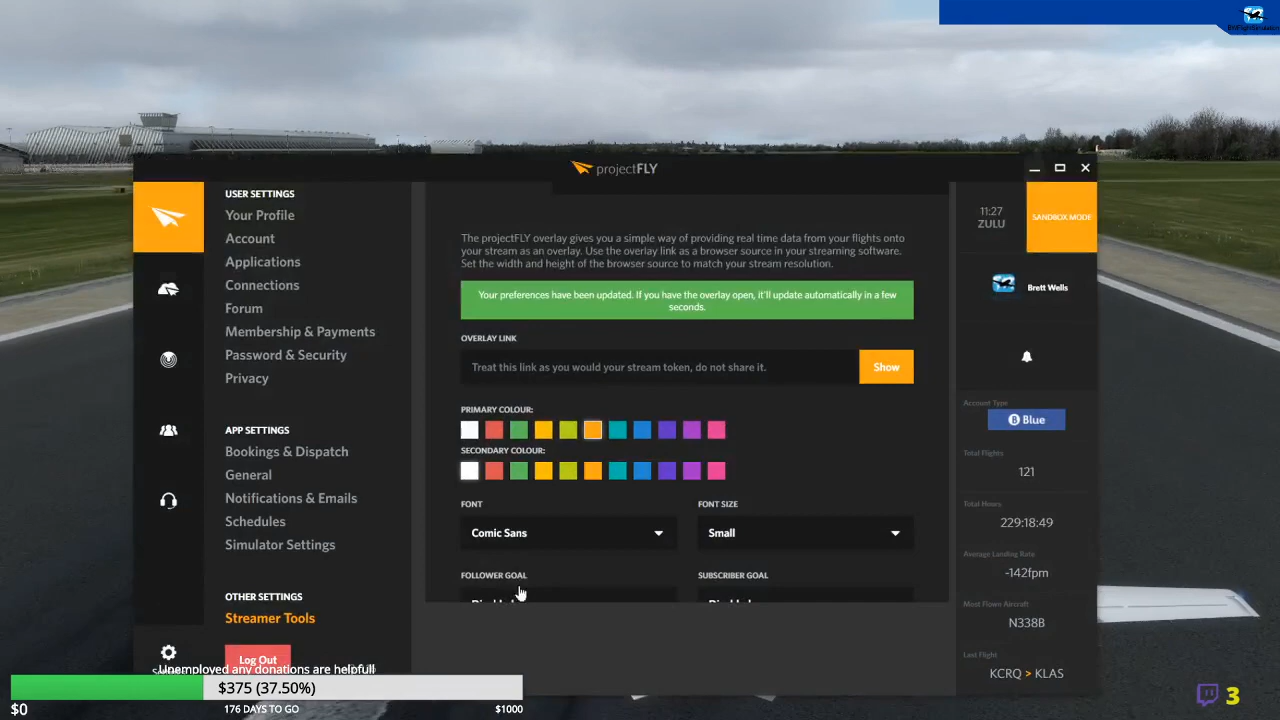 projectFLY
USER SETTINGS
Your Profile
Account
Applications
Connections
Forum
Membership & Payments
Password & Security
Privacy
APP SETTINGS
Bookings & Dispatch
General
Notifications & Emails
Schedules
Simulator Settings
OTHER SETTINGS
Streamer Tools
Log Out
The projectFLY overlay gives you a simple way of providing real time data from your flights onto
your stream as an overlay. Use the overlay link as a browser source in your streaming software.
Set the width and height of the browser source to match your stream resolution.
Your preferences have been updated. If you have the overlay open, it'll update automatically in a few
seconds.
OVERLAY LINK
Treat this link as you would your stream token, do not share it.
Show
PRIMARY COLOUR:
SECONDARY COLOUR:
FONT
FONT SIZE
Comic Sans
Small
FOLLOWER GOAL
SUBSCRIBER GOAL
11:27
ZULU
SANDBOX MODE
Brett Wells
Account Type
B Blue
Total Flights
121
Total Hours
229:18:49
Average Landing Rate
-142fpm
Most Flown Aircraft
N338B
Last Flight
KCRQ > KLAS
Unemployed any donations are helpful!
$375 (37.50%)
$0
176 DAYS TO GO
$1000
3